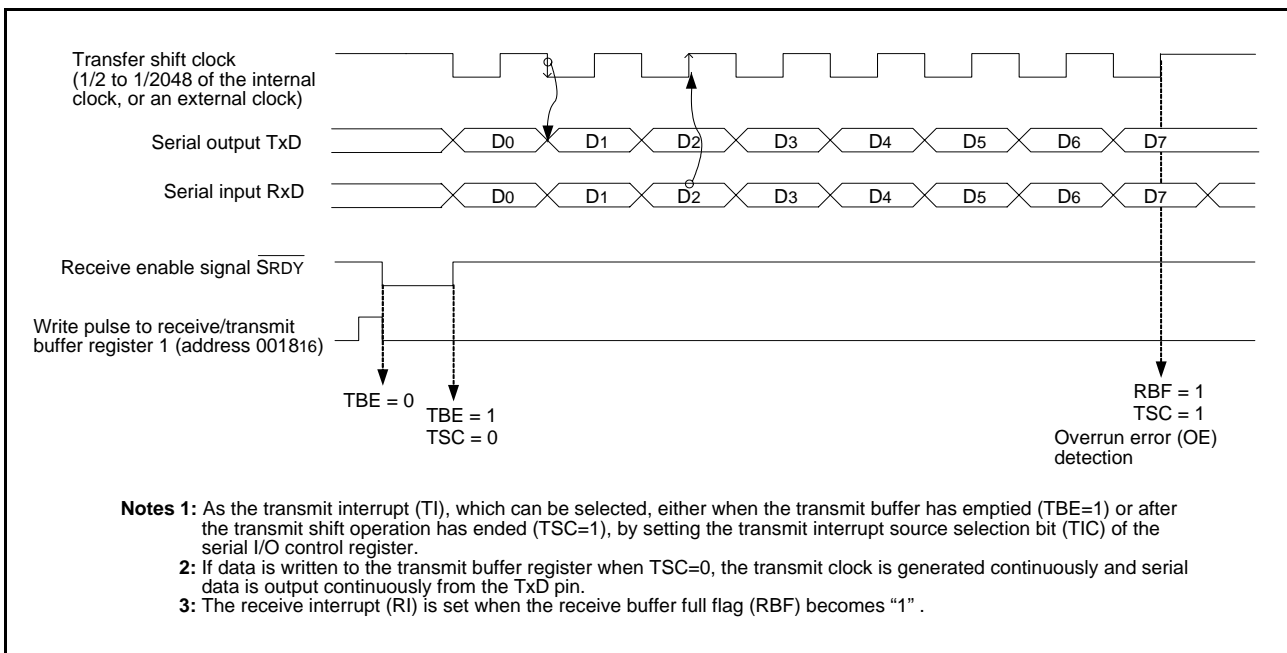 Transfer shift clock
(1/2 to 1/2048 of the internal
clock, or an external clock)
Serial output TxD
D0 D1 D2 D3 D4 D5 D6 D7
Serial input RxD
D0 D1 D2 D3 D4 D5 D6 D7
Receive enable signal SRDY
Write pulse to receive/transmit
buffer register 1 (address 001816)
TBE = 0
TBE = 1
TSC = 0
RBF = 1
TSC = 1
Overrun error (OE)
detection
Notes 1: As the transmit interrupt (TI), which can be selected, either when the transmit buffer has emptied (TBE=1) or after
the transmit shift operation has ended (TSC=1), by setting the transmit interrupt source selection bit (TIC) of the
serial I/O control register.
2: If data is written to the transmit buffer register when TSC=0, the transmit clock is generated continuously and serial
data is output continuously from the TxD pin.
3: The receive interrupt (RI) is set when the receive buffer full flag (RBF) becomes “1” .